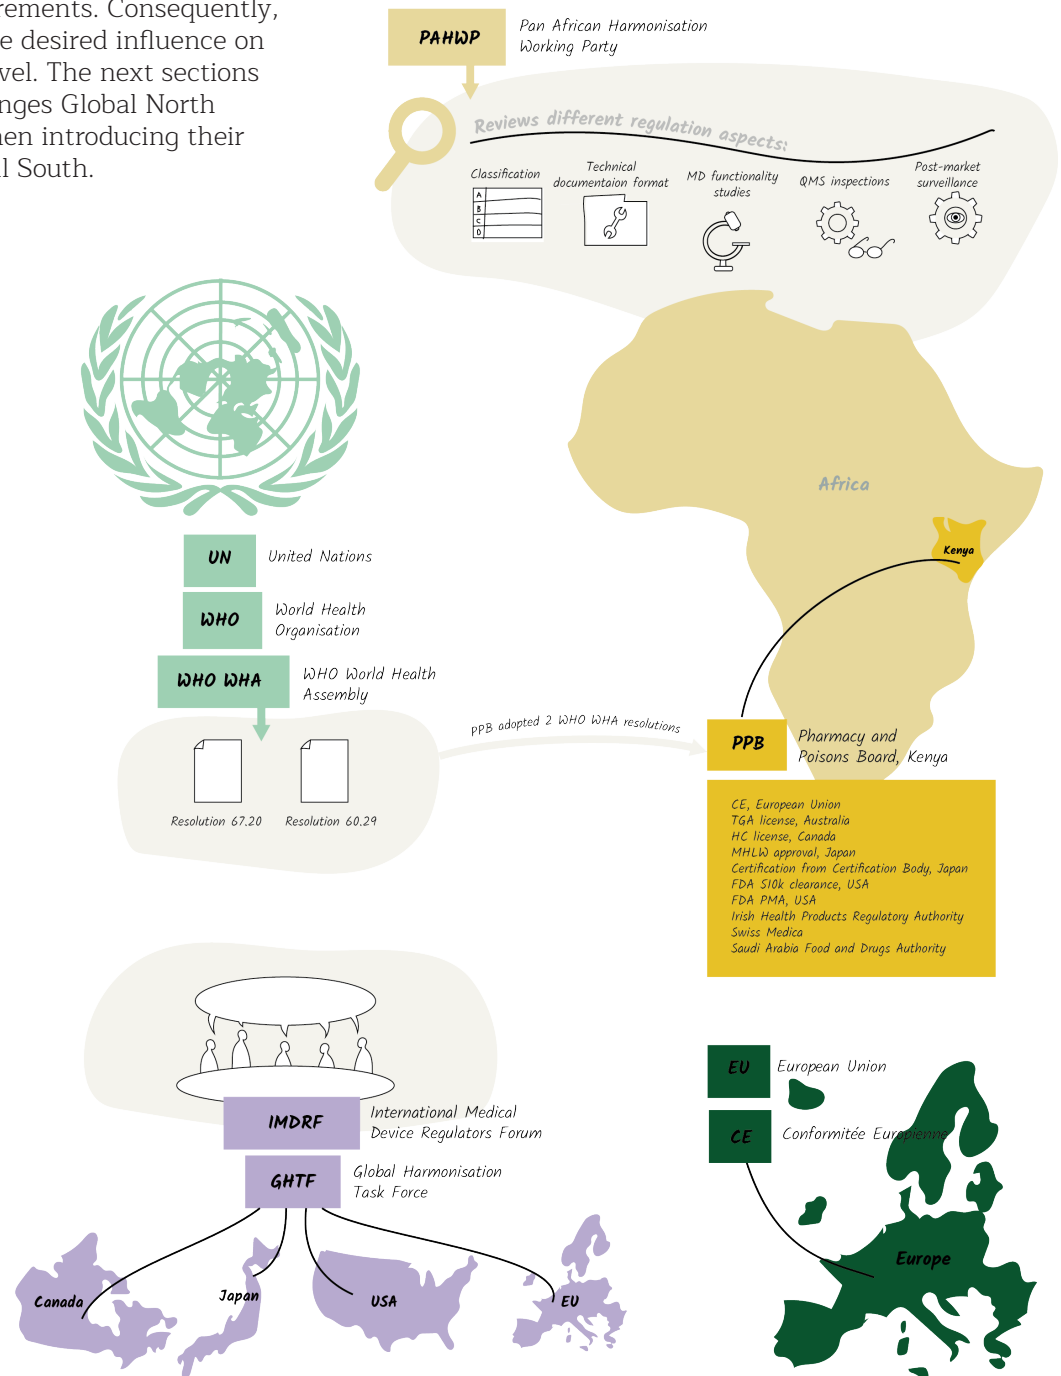 rements. Consequently,
e desired influence on
vel. The next sections
nges Global North
nen introducing their
l South.
PAHWP
Pan African Harmonisation
Working Party
Reviews different regulation aspects:
Classification
Technical
documentaion format
MD functionality
studies
QMS inspections
Post-market
surveillance
A
B
C
D
Africa
Kenya
UN
United Nations
WHO
World Health
Organisation
WHO WHA
WHO World Health
Assembly
PPB adopted 2 WHO WHA resolutions
Resolution 67.20
Resolution 60.29
PPB
Pharmacy and
Poisons Board, Kenya
CE, European Union
TGA license, Australia
HC license, Canada
MHLW approval, Japan
Certification from Certification Body, Japan
FDA 510k clearance, USA
FDA PMA, USA
Irish Health Products Regulatory Authority
Swiss Medica
Saudi Arabia Food and Drugs Authority
IMDRF
International Medical
Device Regulators Forum
GHTF
Global Harmonisation
Task Force
Canada
Japan
USA
EU
EU
European Union
CE
Conformitée Européenne
Europe